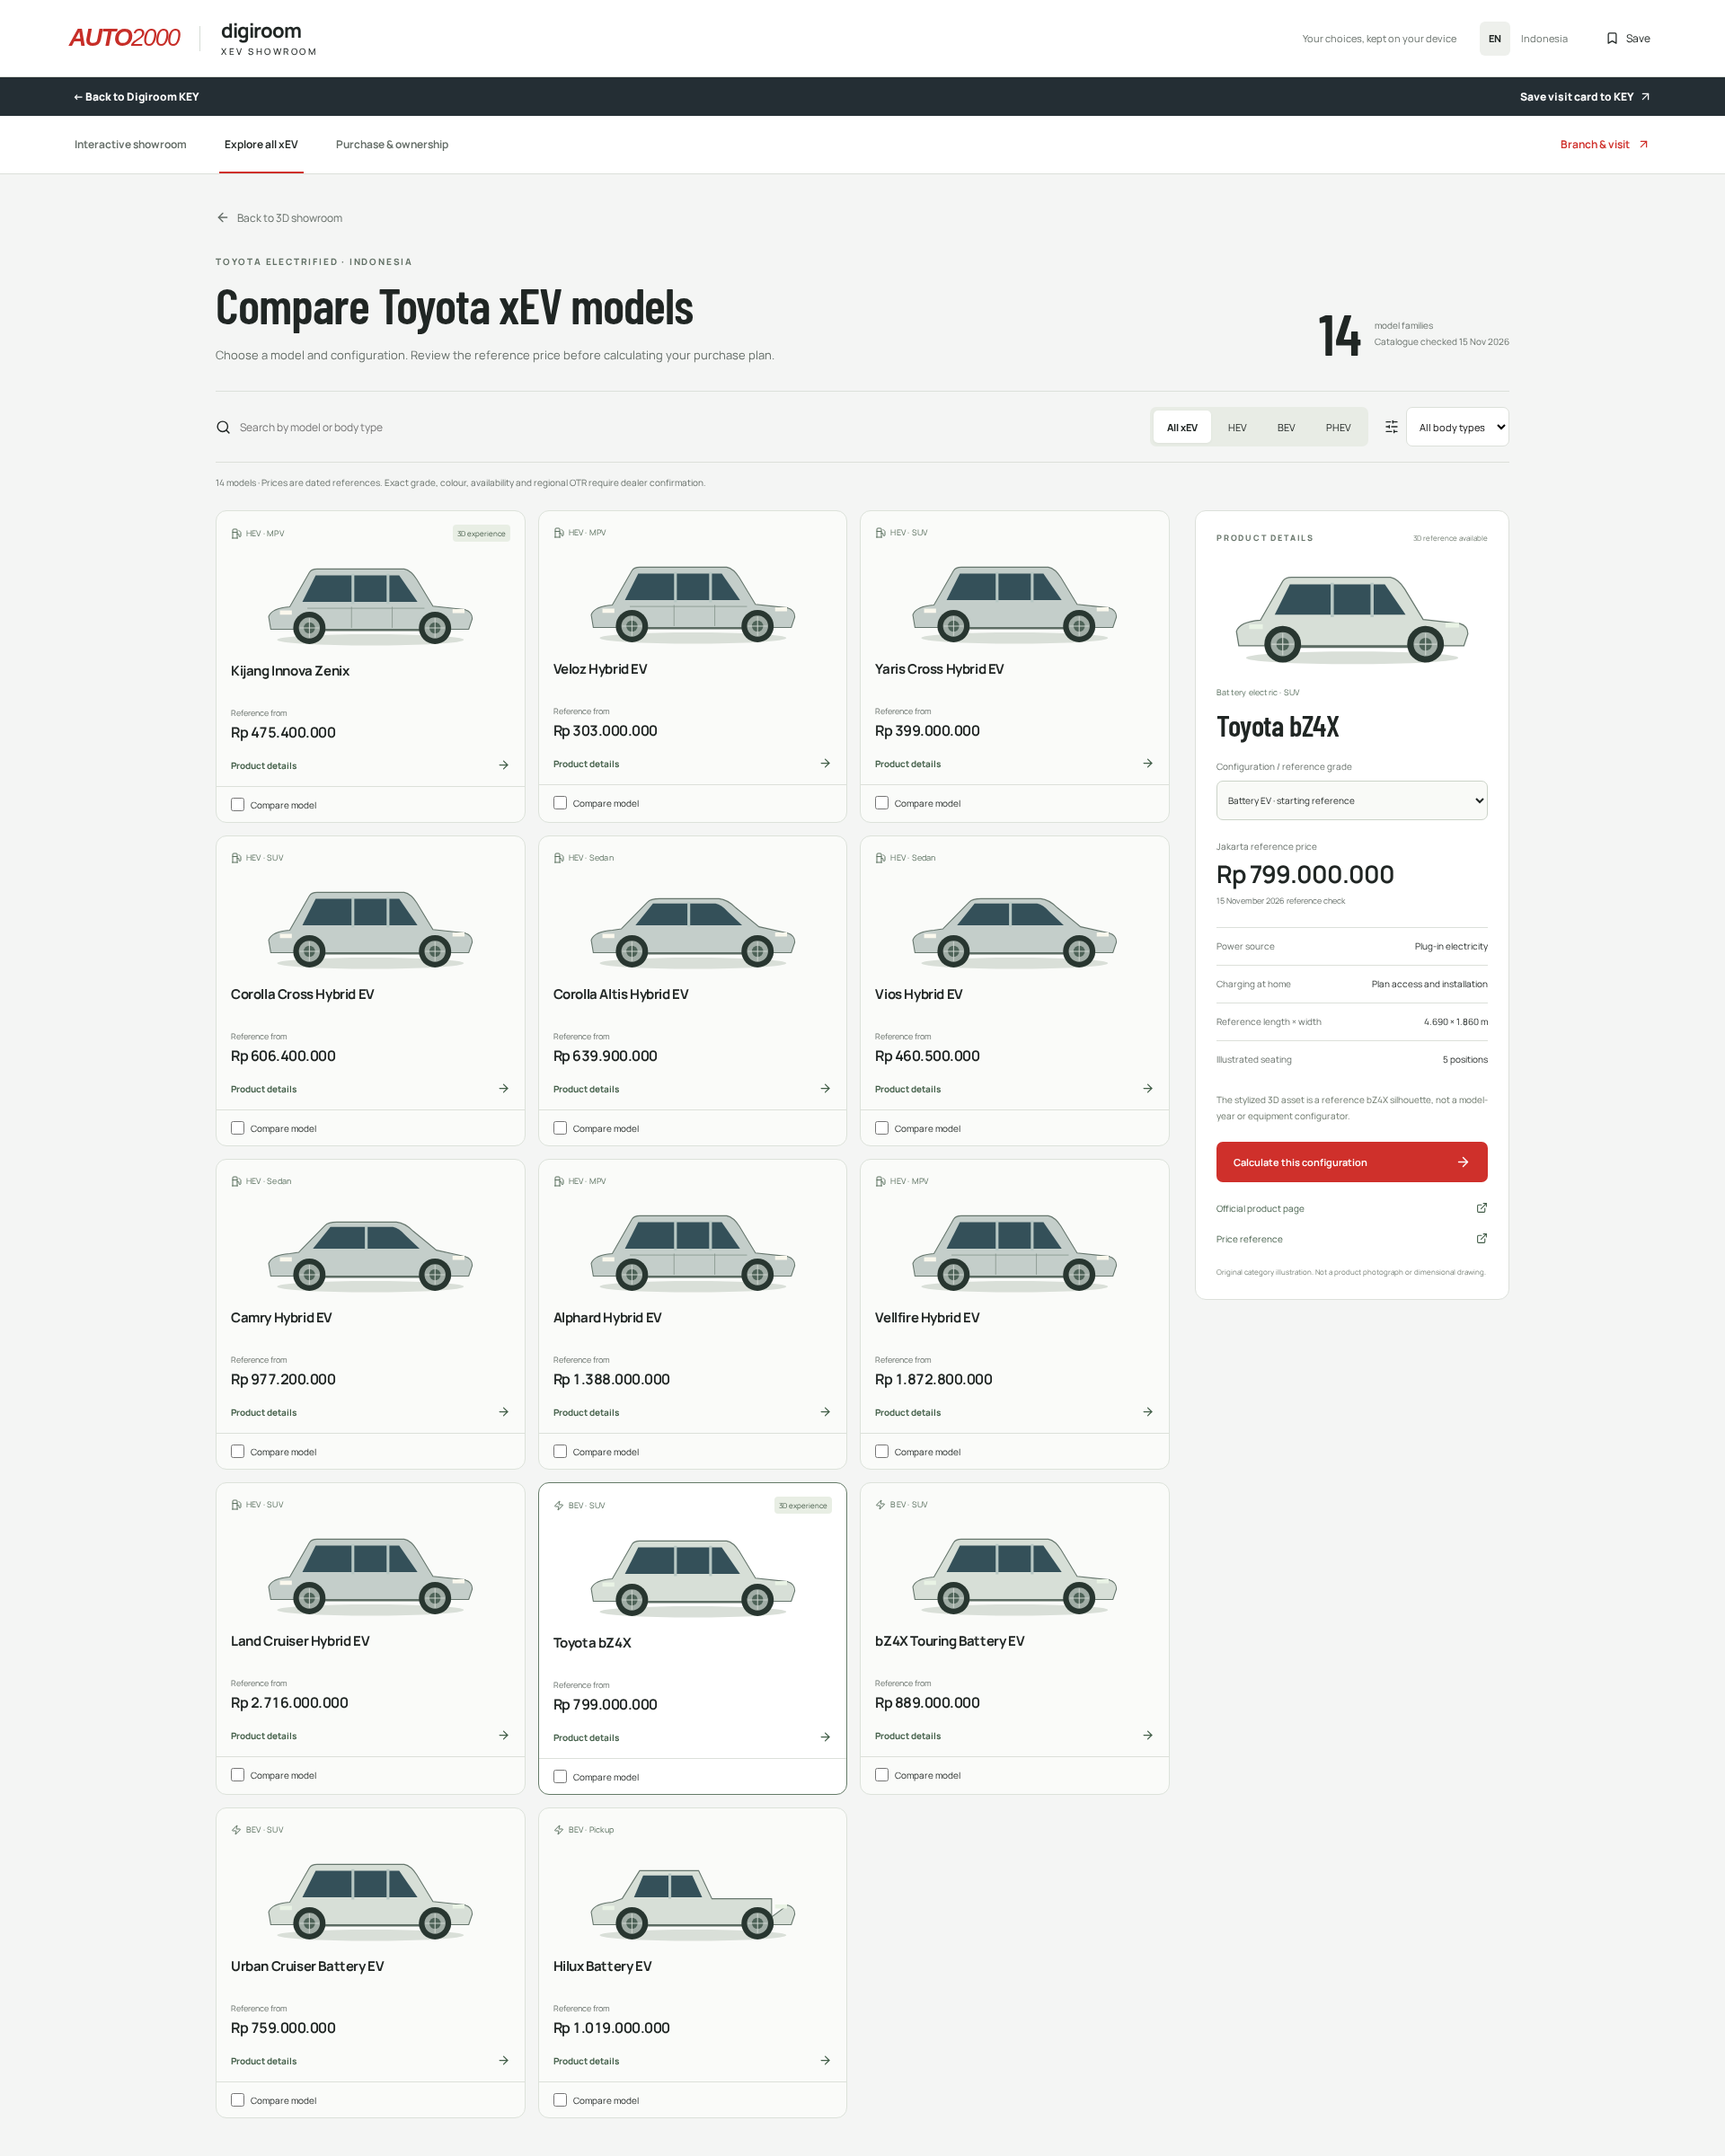 AUTO2000
digiroom
XEV SHOWROOM
Your choices, kept on your device
EN
Indonesia
Save
← Back to Digiroom KEY
Save visit card to KEY
Interactive showroom
Explore all xEV
Purchase & ownership
Branch & visit
Back to 3D showroom
TOYOTA ELECTRIFIED · INDONESIA
Compare Toyota xEV models
Choose a model and configuration. Review the reference price before calculating your purchase plan.
14
model families
Catalogue checked 15 Nov 2026
Search by model or body type
All xEV
HEV
BEV
PHEV
All body types
14 models · Prices are dated references. Exact grade, colour, availability and regional OTR require dealer confirmation.
HEV · MPV
3D experience
Kijang Innova Zenix
Reference from
Rp 475.400.000
Product details
Compare model
HEV · MPV
Veloz Hybrid EV
Reference from
Rp 303.000.000
Product details
Compare model
HEV · SUV
Yaris Cross Hybrid EV
Reference from
Rp 399.000.000
Product details
Compare model
HEV · SUV
Corolla Cross Hybrid EV
Reference from
Rp 606.400.000
Product details
Compare model
HEV · Sedan
Corolla Altis Hybrid EV
Reference from
Rp 639.900.000
Product details
Compare model
HEV · Sedan
Vios Hybrid EV
Reference from
Rp 460.500.000
Product details
Compare model
HEV · Sedan
Camry Hybrid EV
Reference from
Rp 977.200.000
Product details
Compare model
HEV · MPV
Alphard Hybrid EV
Reference from
Rp 1.388.000.000
Product details
Compare model
HEV · MPV
Vellfire Hybrid EV
Reference from
Rp 1.872.800.000
Product details
Compare model
HEV · SUV
Land Cruiser Hybrid EV
Reference from
Rp 2.716.000.000
Product details
Compare model
BEV · SUV
3D experience
Toyota bZ4X
Reference from
Rp 799.000.000
Product details
Compare model
BEV · SUV
bZ4X Touring Battery EV
Reference from
Rp 889.000.000
Product details
Compare model
BEV · SUV
Urban Cruiser Battery EV
Reference from
Rp 759.000.000
Product details
Compare model
BEV · Pickup
Hilux Battery EV
Reference from
Rp 1.019.000.000
Product details
Compare model
PRODUCT DETAILS
3D reference available
Battery electric · SUV
Toyota bZ4X
Configuration / reference grade
Battery EV · starting reference
Jakarta reference price
Rp 799.000.000
15 November 2026 reference check
Power source
Plug-in electricity
Charging at home
Plan access and installation
Reference length × width
4.690 × 1.860 m
Illustrated seating
5 positions
The stylized 3D asset is a reference bZ4X silhouette, not a model-
year or equipment configurator.
Calculate this configuration
Official product page
Price reference
Original category illustration. Not a product photograph or dimensional drawing.